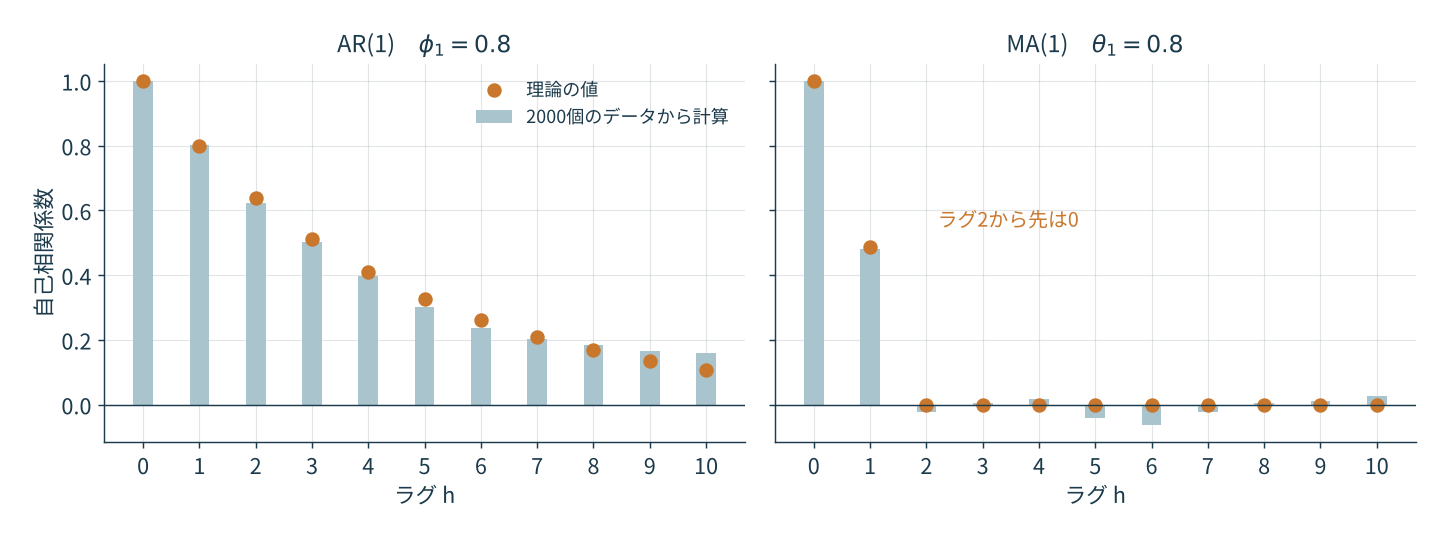 AR(1) ϕ₁ = 0.8
理論の値
2000個のデータから計算
自己相関係数
1.0
0.8
0.6
0.4
0.2
0.0
0 1 2 3 4 5 6 7 8 9 10
ラグ h
MA(1) θ₁ = 0.8
ラグ2から先は0
0 1 2 3 4 5 6 7 8 9 10
ラグ h